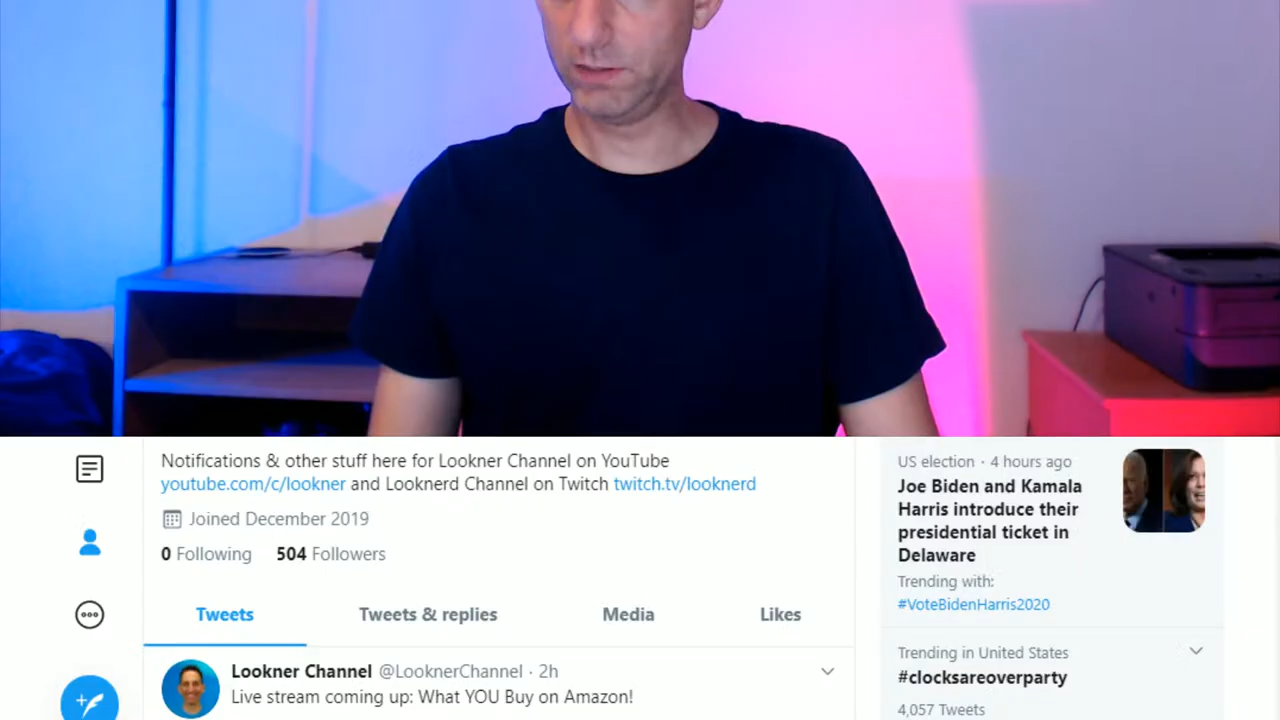 Notifications & other stuff here for Lookner Channel on YouTube
youtube.com/c/lookner and Looknerd Channel on Twitch twitch.tv/looknerd
Joined December 2019
0 Following 504 Followers
Tweets Tweets & replies Media Likes
Lookner Channel @LooknerChannel · 2h
Live stream coming up: What YOU Buy on Amazon!
US election · 4 hours ago
Joe Biden and Kamala
Harris introduce their
presidential ticket in
Delaware
Trending with:
#VoteBidenHarris2020
Trending in United States
#clocksareoverparty
4,057 Tweets